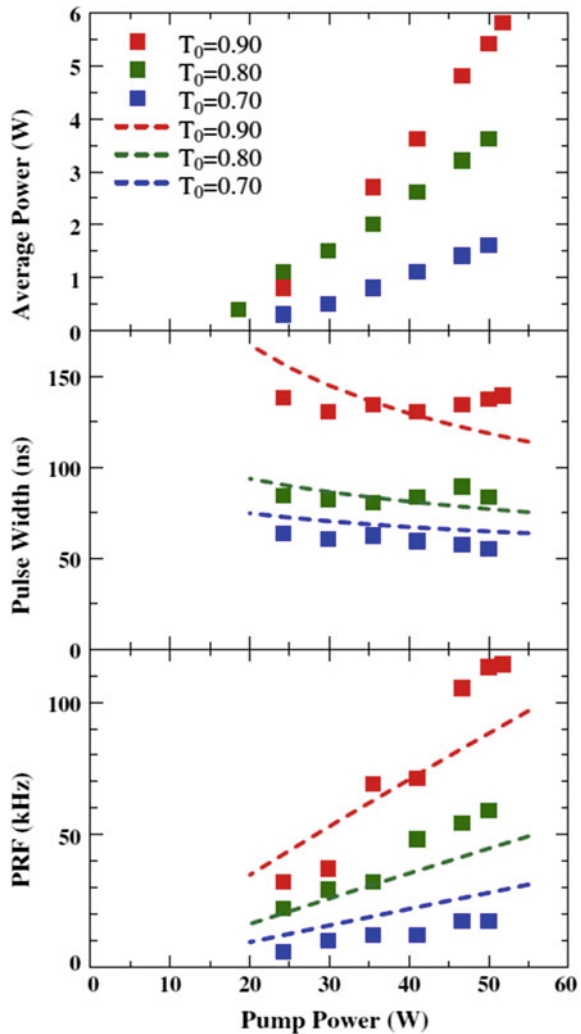 6
5
4
3
2
1
0
Average Power (W)
T₀=0.90
T₀=0.80
T₀=0.70
T₀=0.90
T₀=0.80
T₀=0.70
150
100
50
0
Pulse Width (ns)
100
50
0
PRF (kHz)
0 10 20 30 40 50 60
Pump Power (W)